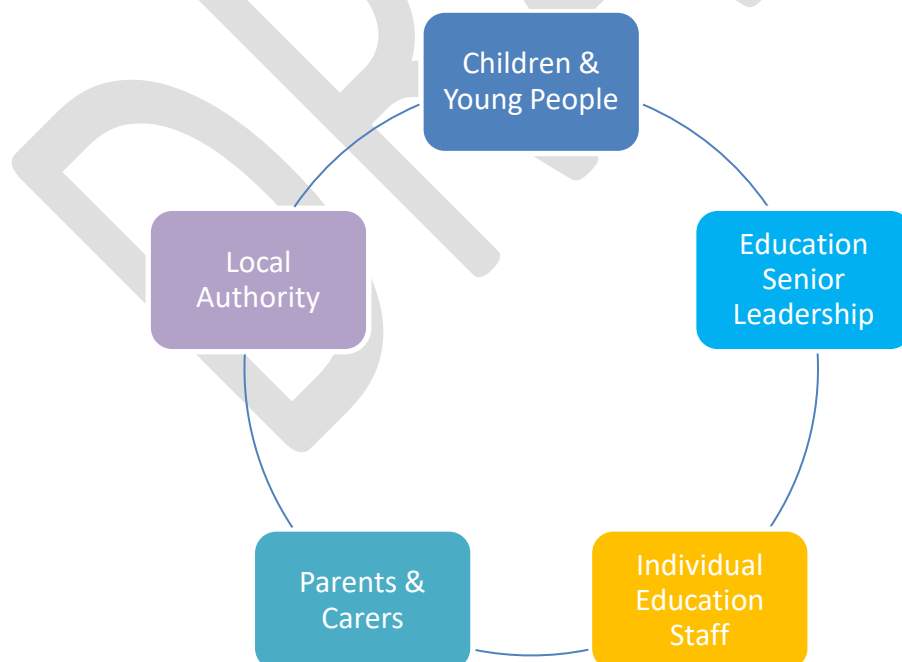 Children &
Young People
Education
Senior
Leadership
Individual
Education
Staff
Parents &
Carers
Local
Authority